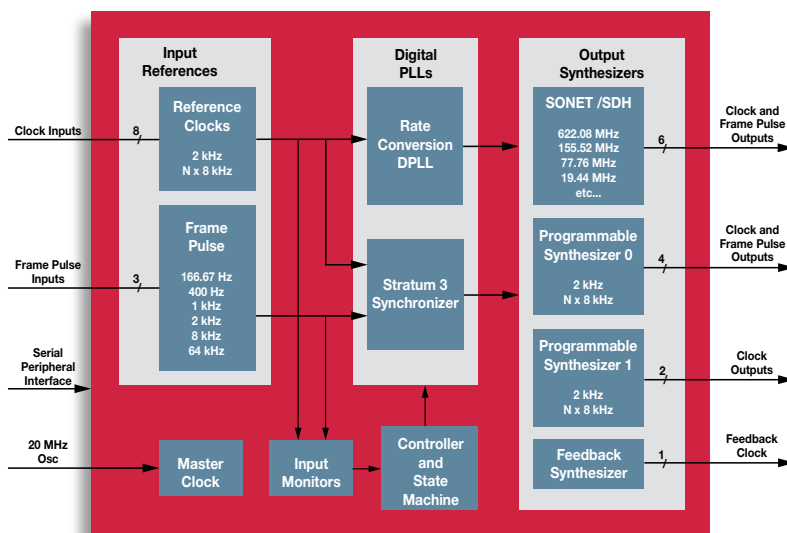 Input
References
Reference
Clocks
2 kHz
N x 8 kHz
Frame
Pulse
166.67 Hz
400 Hz
1 kHz
2 kHz
8 kHz
64 kHz
Clock Inputs
8
Frame Pulse
Inputs
3
Serial
Peripheral
Interface
20 MHz
Osc
Master
Clock
Input
Monitors
Controller
and
State
Machine
Digital
PLLs
Rate
Conversion
DPLL
Stratum 3
Synchronizer
Output
Synthesizers
SONET /SDH
622.08 MHz
155.52 MHz
77.76 MHz
19.44 MHz
etc...
Programmable
Synthesizer 0
2 kHz
N x 8 kHz
Programmable
Synthesizer 1
2 kHz
N x 8 kHz
Feedback
Synthesizer
6
Clock and
Frame Pulse
Outputs
4
Clock and
Frame Pulse
Outputs
2
Clock
Outputs
1
Feedback
Clock